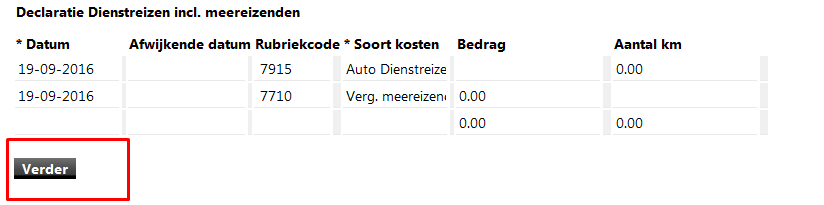 Declaratie Dienstreizen incl. meereizenden
* Datum Afwijkende datum Rubriekcode * Soort kosten Bedrag Aantal km
19-09-2016 7915 Auto Dienstreize 0.00
19-09-2016 7710 Verg. meereizen 0.00
0.00 0.00
Verder